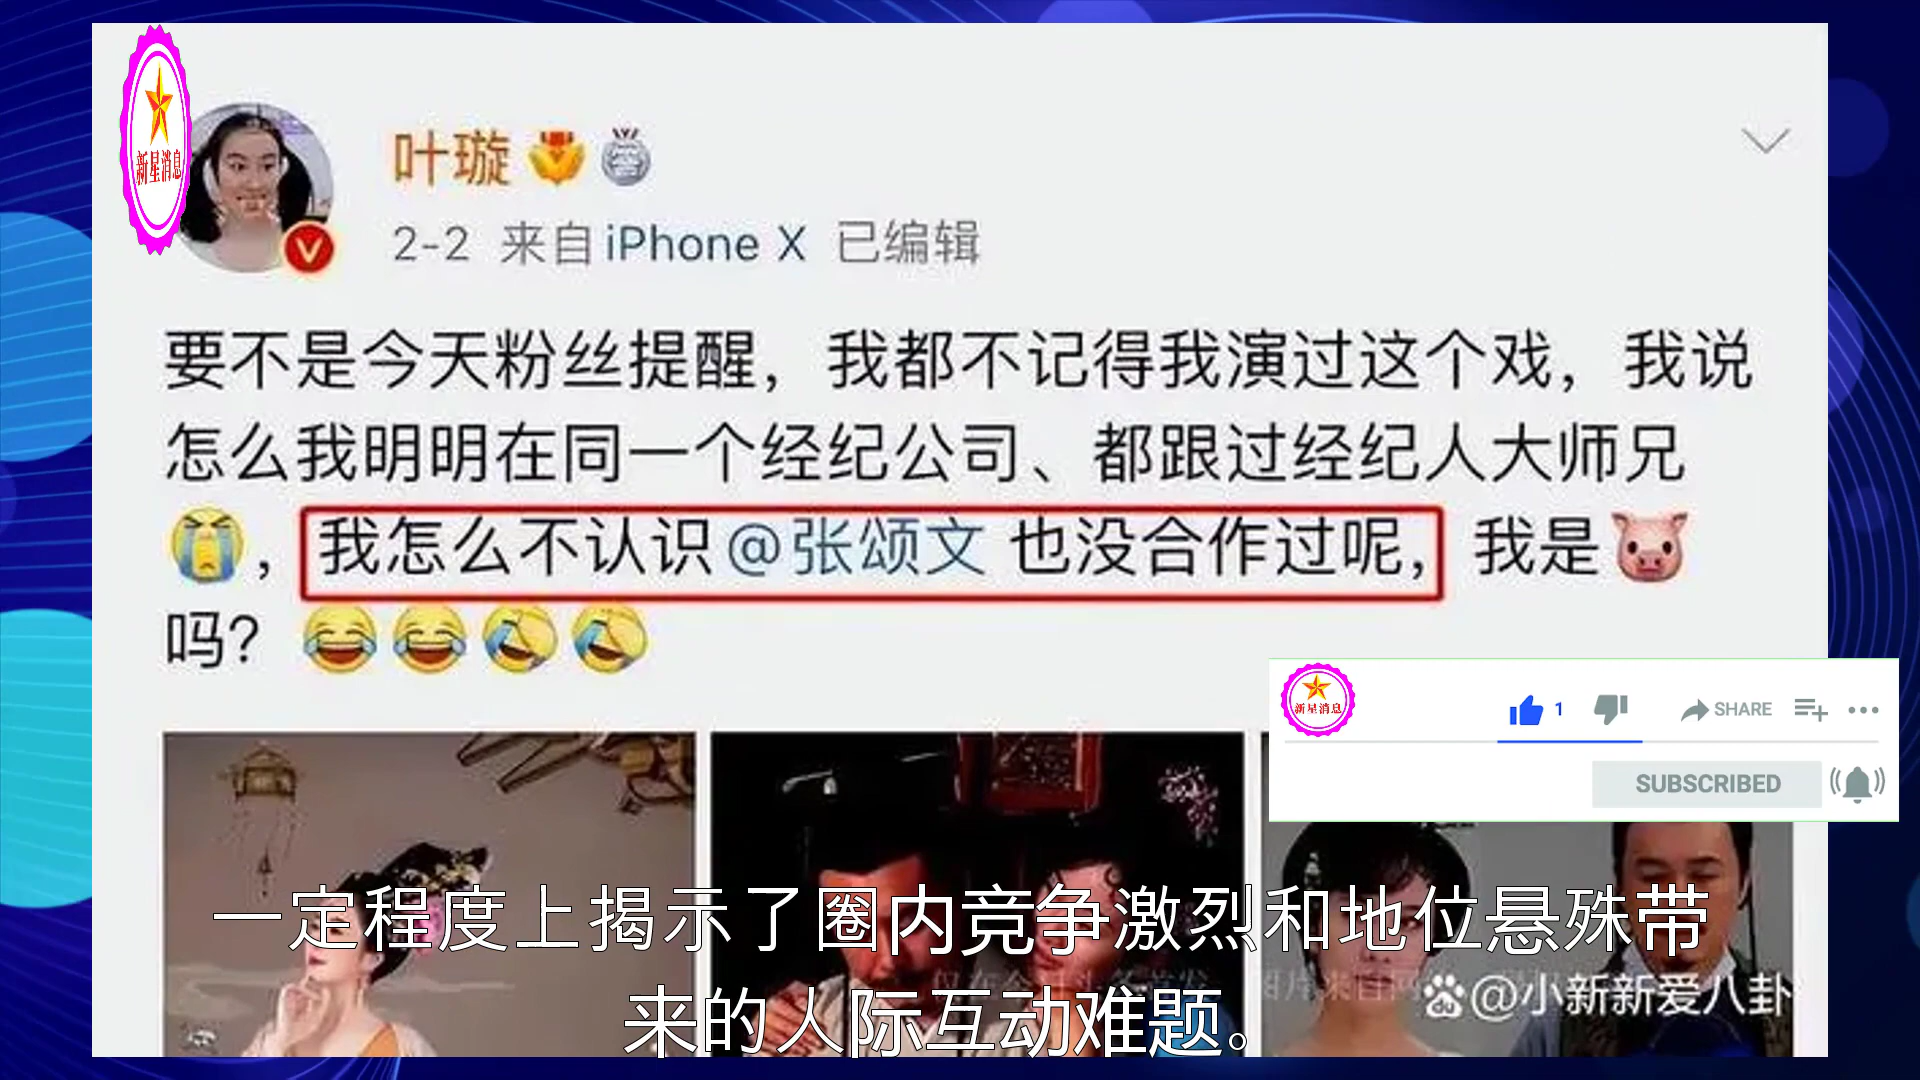 新星消息
叶璇
2-2 来自 iPhone X 已编辑
要不是今天粉丝提醒，我都不记得我演过这个戏，我说
怎么我明明在同一个经纪公司、都跟过经纪人大师兄
，我怎么不认识@张颂文 也没合作过呢，我是
吗？
新星消息
1
SHARE
SUBSCRIBED
一定程度上揭示了圈内竞争激烈和地位悬殊带
来的人际互动难题。
@小新新爱八卦